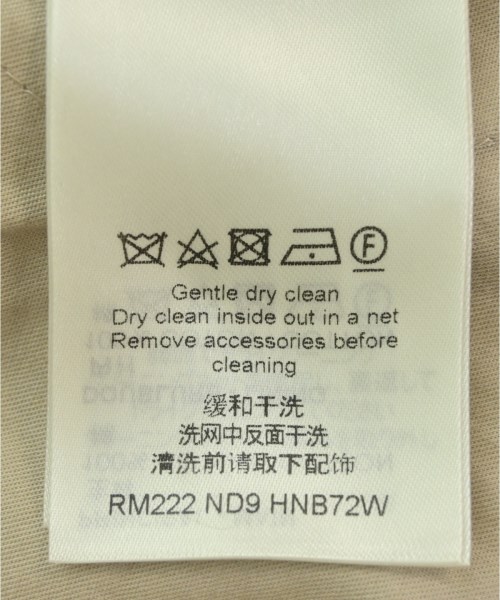 F
Gentle dry clean
Dry clean inside out in a net
Remove accessories before
cleaning
缓和干洗
洗网中反面干洗
清洗前请取下配饰
RM222 ND9 HNB72W